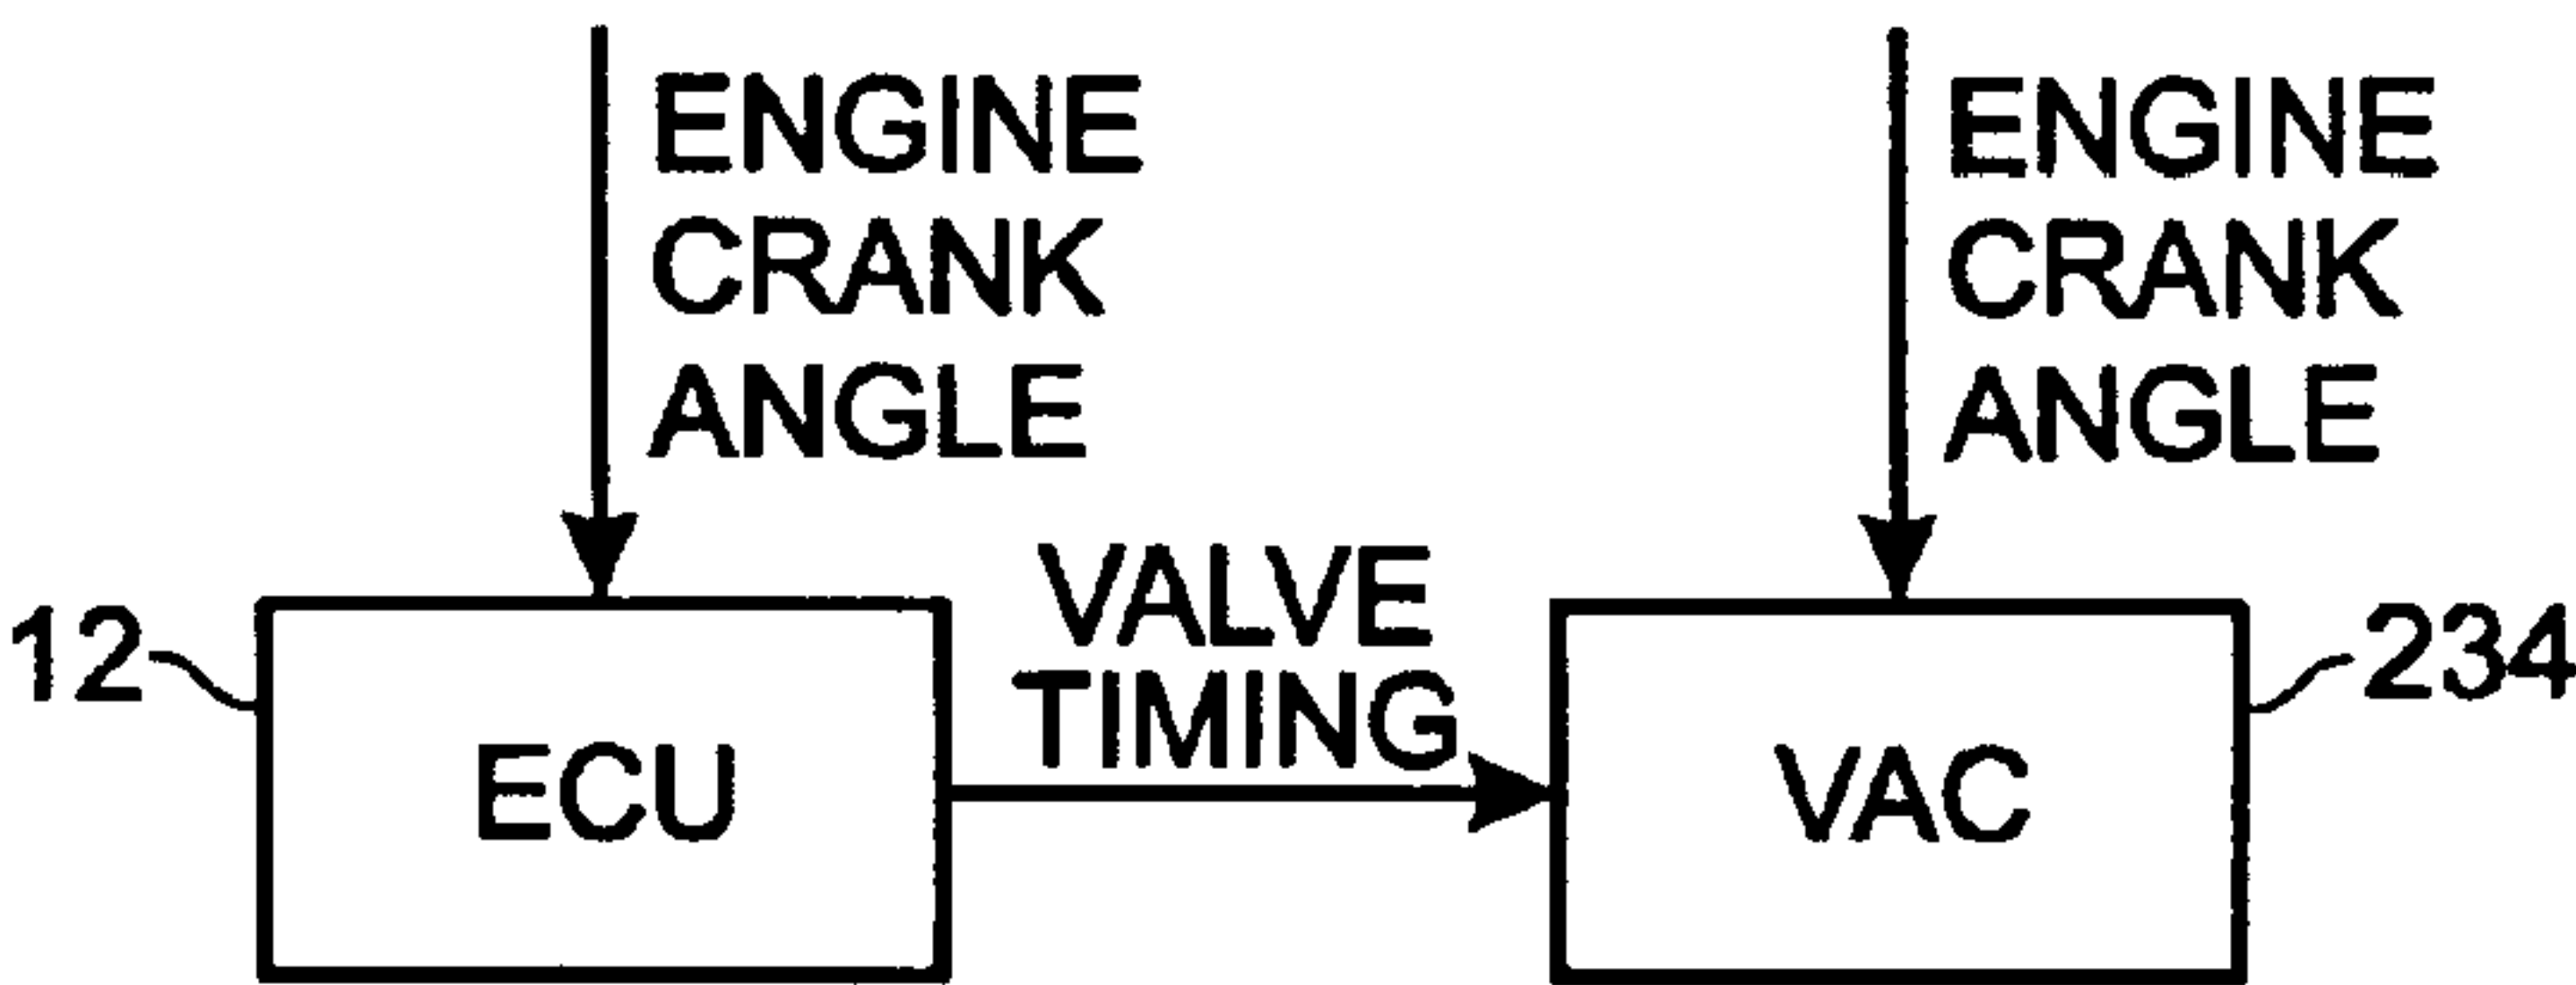 ENGINE
CRANK
ANGLE
ENGINE
CRANK
ANGLE
VALVE
TIMING
12
ECU
VAC
234